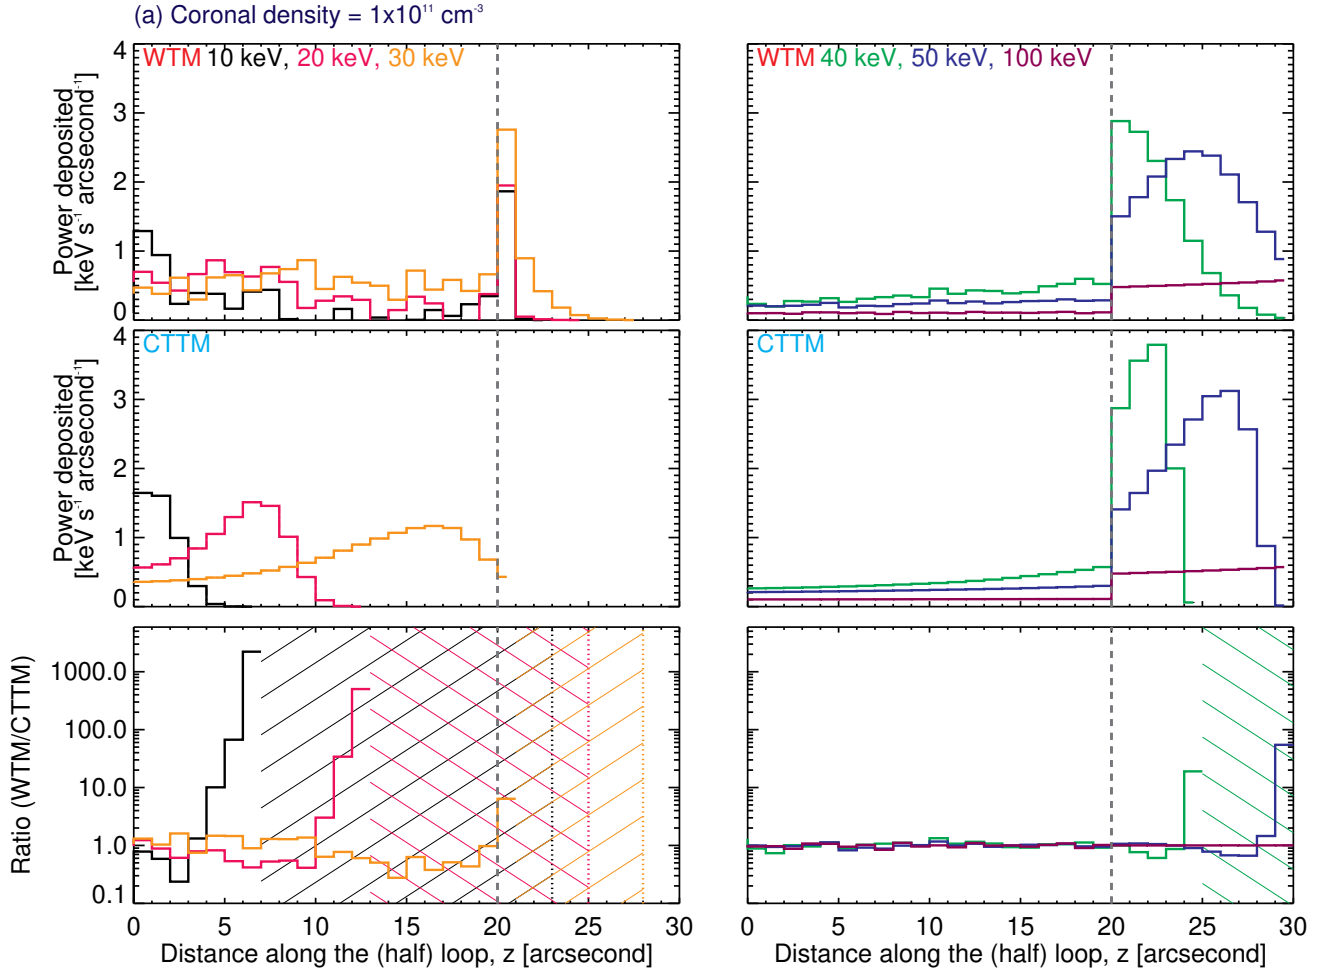 (a) Coronal density = 1x10¹¹ cm⁻³
WTM 10 keV, 20 keV, 30 keV
WTM 40 keV, 50 keV, 100 keV
Power deposited
[keV s⁻¹ arcsecond⁻¹]
4
3
2
1
0
CTTM
CTTM
Power deposited
[keV s⁻¹ arcsecond⁻¹]
4
3
2
1
0
Ratio (WTM/CTTM)
1000.0
100.0
10.0
1.0
0.1
0 5 10 15 20 25 30
0 5 10 15 20 25 30
Distance along the (half) loop, z [arcsecond]
Distance along the (half) loop, z [arcsecond]